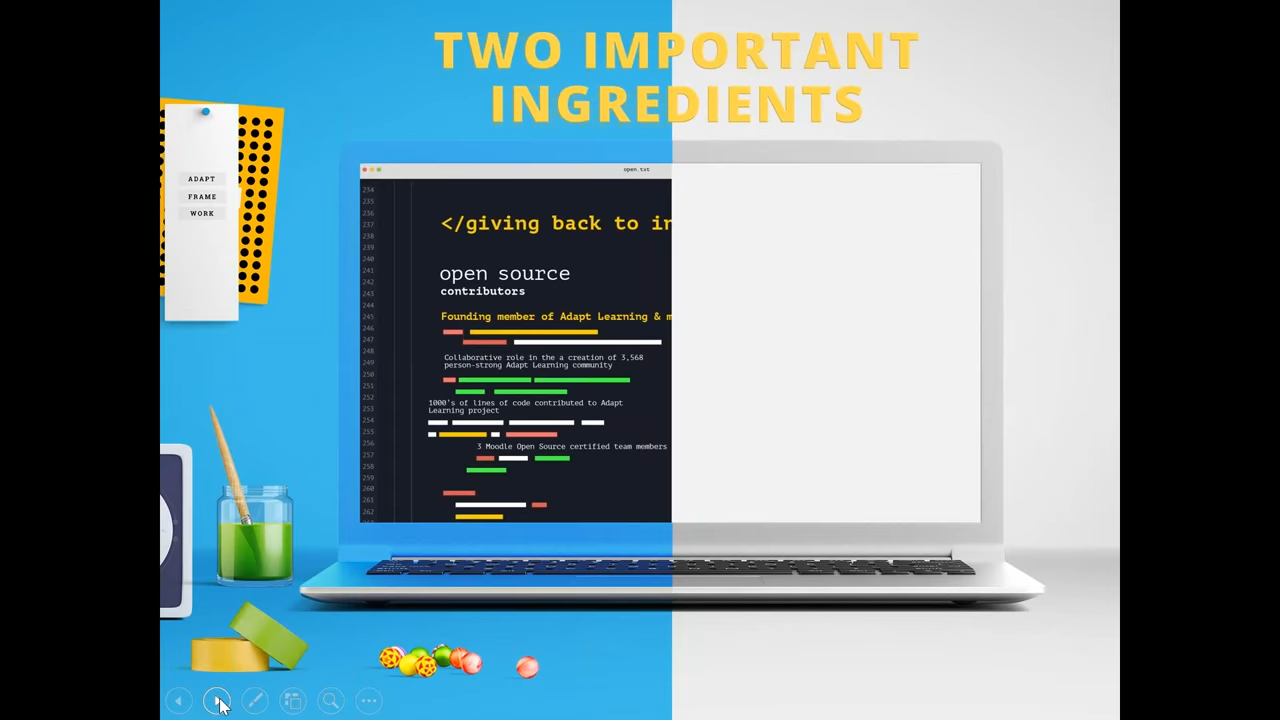 TWO IMPORTANT
INGREDIENTS
ADAPT
FRAME
WORK
open.txt
234
235
236
</giving back to in
237
238
239
240
open source
241
242
contributors
243
244
Founding member of Adapt Learning & m
245
246
247
248
Collaborative role in the a creation of 3,568
249
person-strong Adapt Learning community
250
251
252
1000's of lines of code contributed to Adapt
253
Learning project
254
255
256
3 Moodle Open Source certified team members
257
258
259
260
261
262